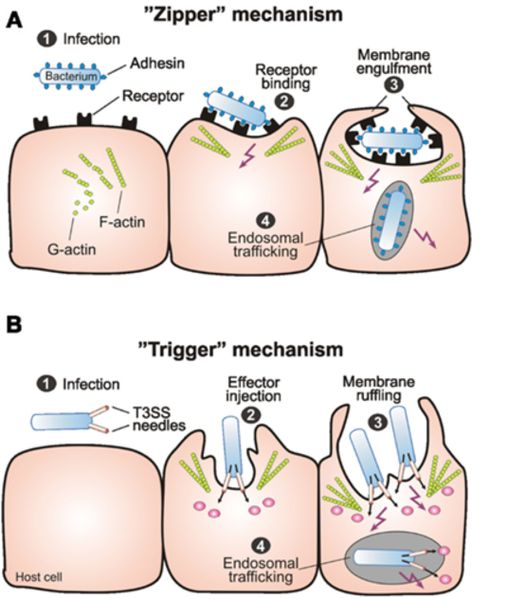 A
"Zipper" mechanism
1 Infection
Bacterium
Adhesin
Receptor
F-actin
G-actin
Receptor
binding
2
Membrane
engulfment
3
4
Endosomal
trafficking
B
"Trigger" mechanism
1 Infection
T3SS
needles
Host cell
Effector
injection
2
Membrane
ruffling
3
4
Endosomal
trafficking